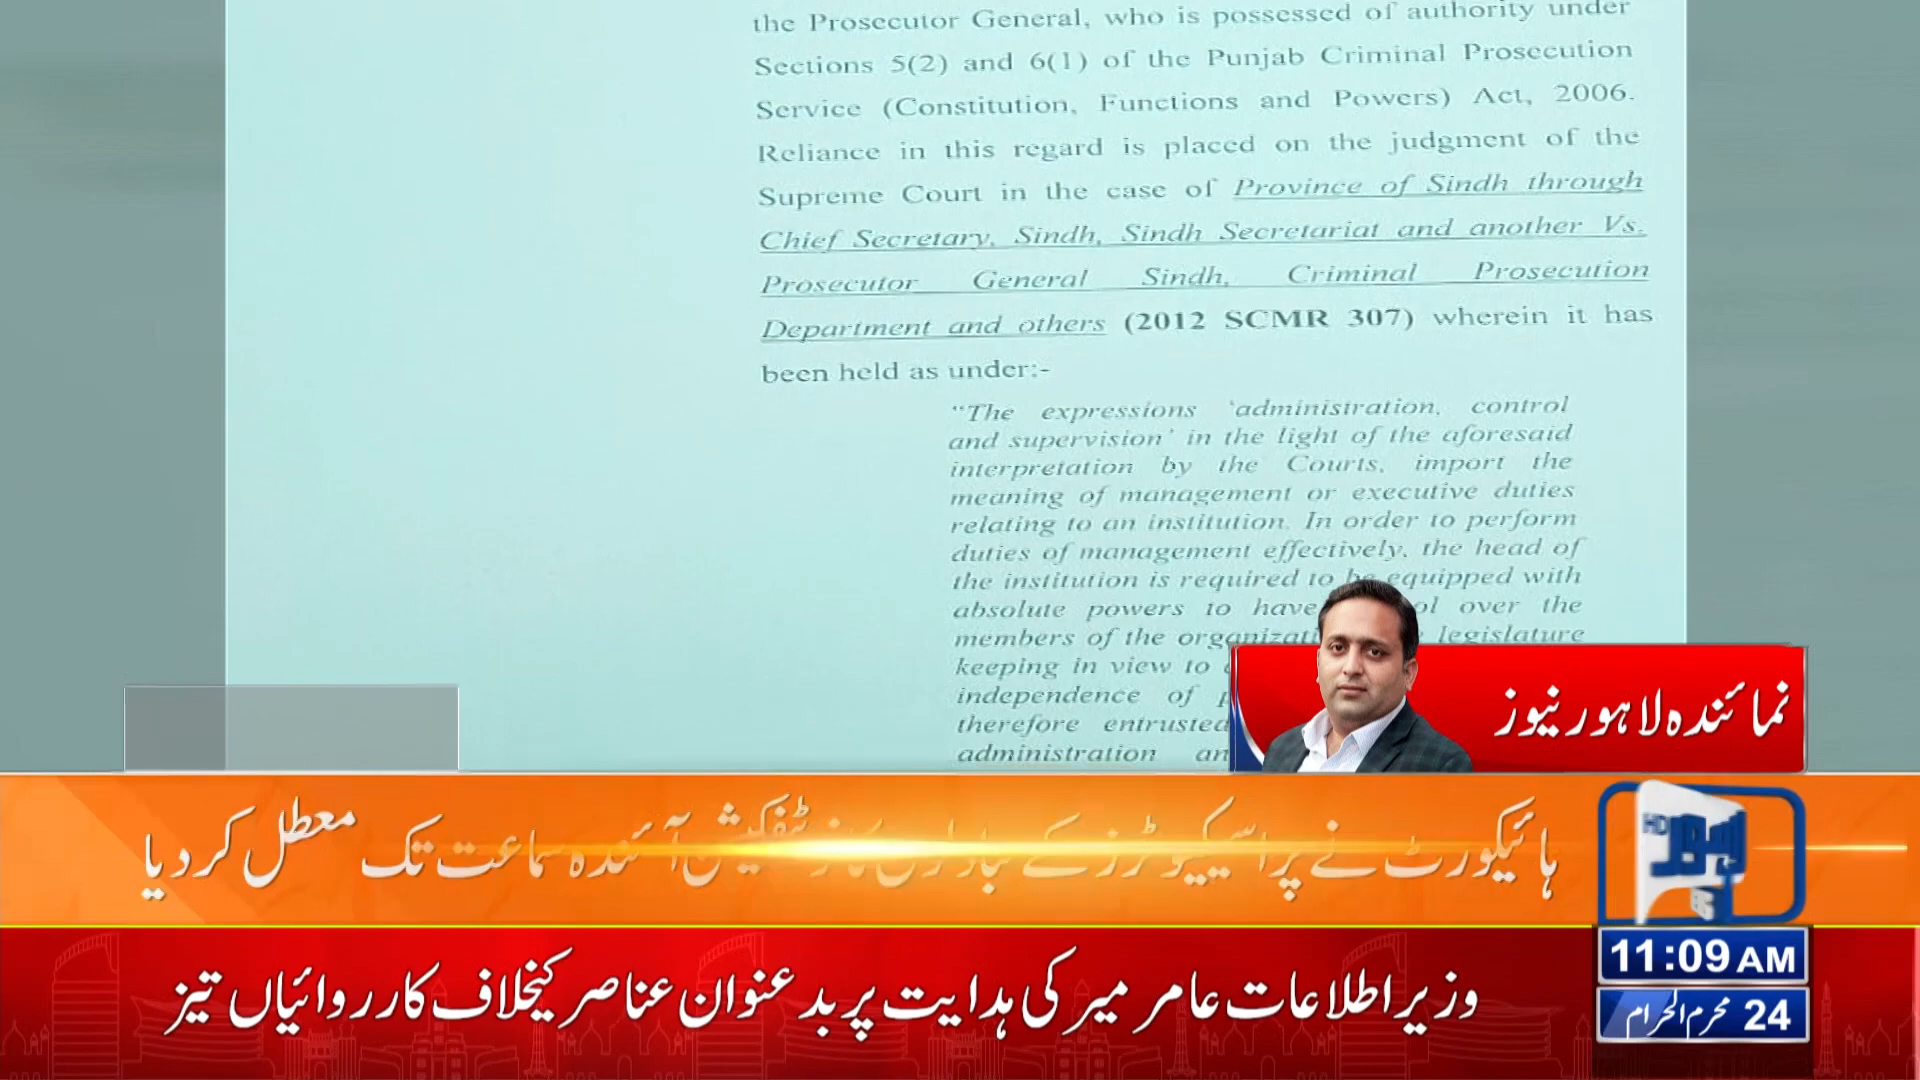 the Prosecutor General, who is possessed of authority under
Sections 5(2) and 6(1) of the Punjab Criminal Prosecution
Service (Constitution, Functions and Powers) Act, 2006.
Reliance in this regard is placed on the judgment of the
Supreme Court in the case of Province of Sindh through
Chief Secretary, Sindh, Sindh Secretariat and another Vs.
Prosecutor General Sindh, Criminal Prosecution
Department and others (2012 SCMR 307) wherein it has
been held as under:-
"The expressions 'administration, control
and supervision' in the light of the aforesaid
interpretation by the Courts, import the
meaning of management or executive duties
relating to an institution. In order to perform
duties of management effectively, the head of
the institution is required to be equipped with
absolute powers to have over the
members of the legislature
keeping in view to
independence of
therefore entrusted
administration
نمائندہ لاہور نیوز
ہائیکورٹ نے پراسیکیوٹرز کے تبادلوں کا نوٹیفکیشن آئندہ سماعت تک معطل کر دیا
لاہور
HD
وزیر اطلاعات عامر میر کی ہدایت پر بدعنوان عناصر کیخلاف کارروائیاں تیز
11:09 AM
24 محرم الحرام